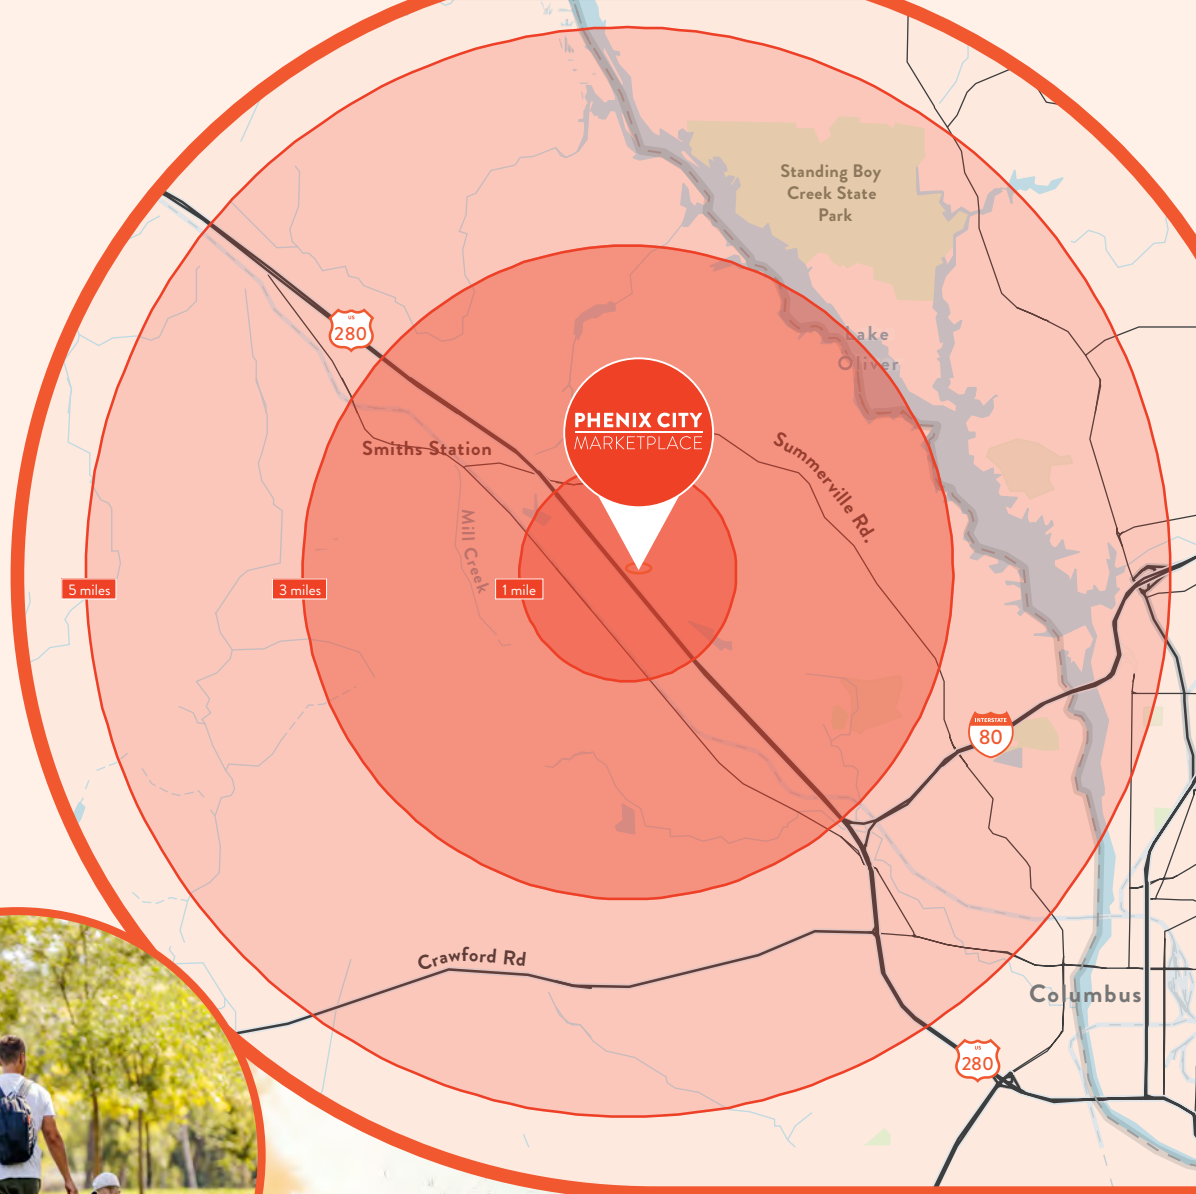 Standing Boy
Creek State
Park
US
280
Lake
Oliver
PHENIX CITY
MARKETPLACE
Smiths Station
Summerville Rd.
Mill Creek
5 miles
3 miles
1 mile
INTERSTATE
80
Crawford Rd
Columbus
US
280